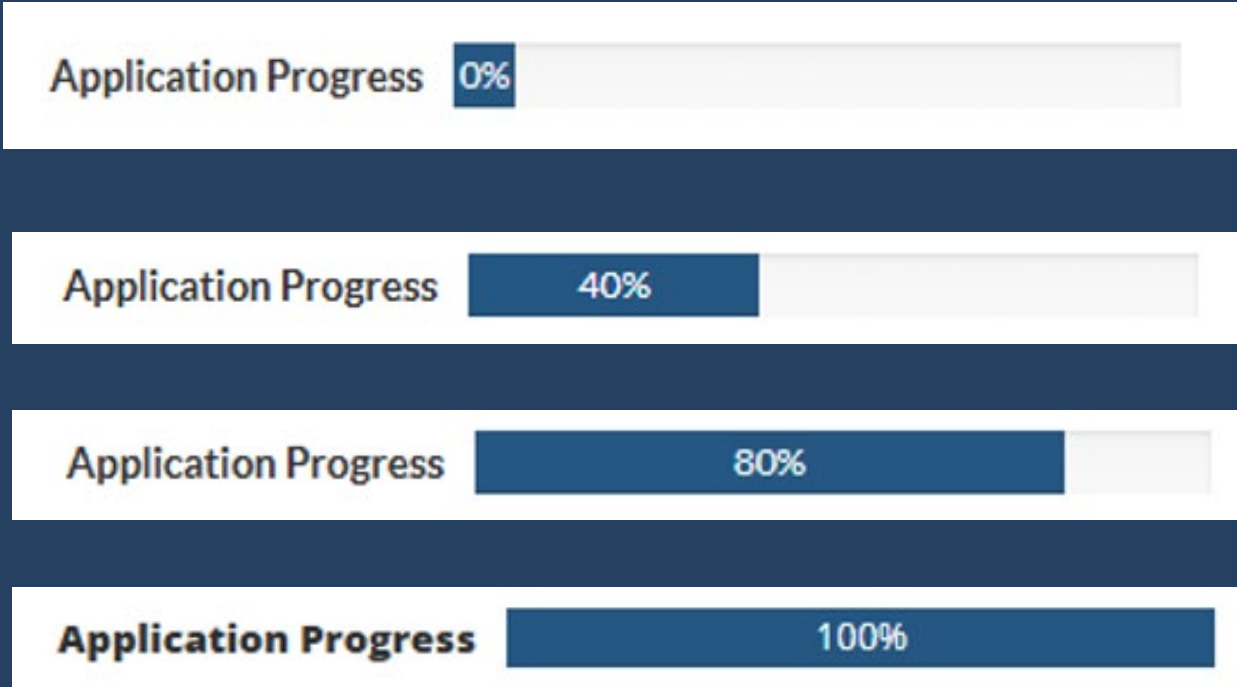 Application Progress 0%
Application Progress 40%
Application Progress 80%
Application Progress 100%